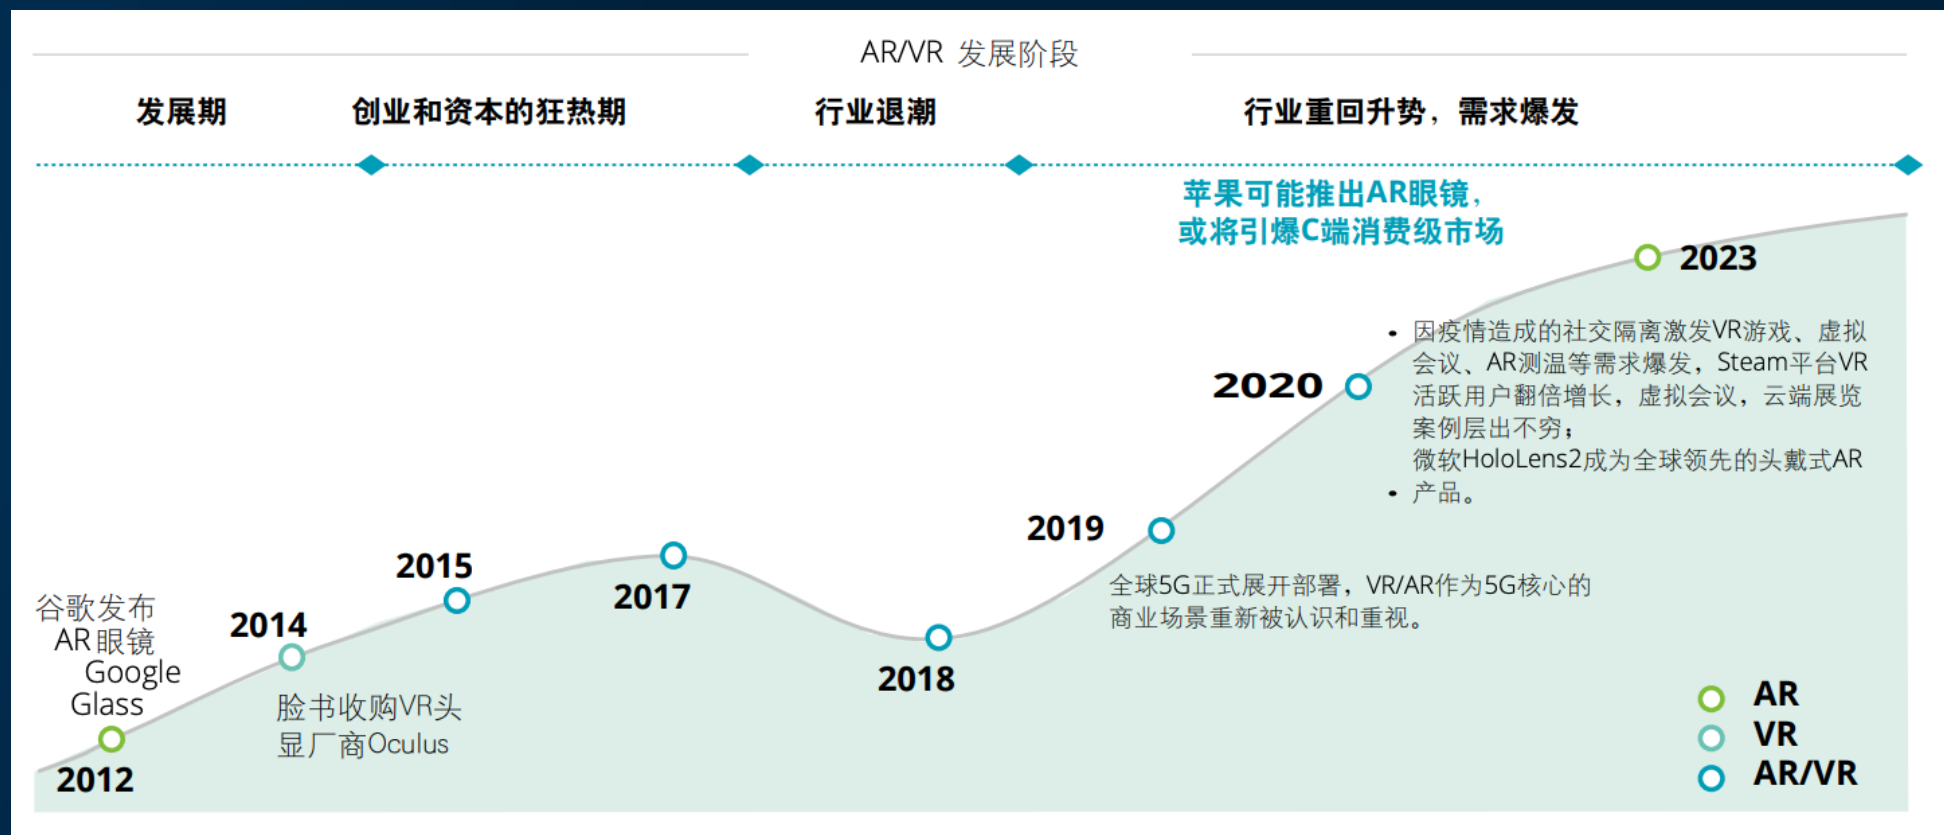 AR/VR 发展阶段
发展期
创业和资本的狂热期
行业退潮
行业重回升势，需求爆发
苹果可能推出AR眼镜，
或将引爆C端消费级市场
2023
• 因疫情造成的社交隔离激发VR游戏、虚拟
会议、AR测温等需求爆发，Steam平台VR
活跃用户翻倍增长，虚拟会议，云端展览
案例层出不穷；
微软HoloLens2成为全球领先的头戴式AR
• 产品。
2020
2019
全球5G正式展开部署，VR/AR作为5G核心的
商业场景重新被认识和重视。
2015
2017
2018
谷歌发布
AR眼镜
Google
Glass
2012
2014
脸书收购VR头
显厂商Oculus
AR
VR
AR/VR